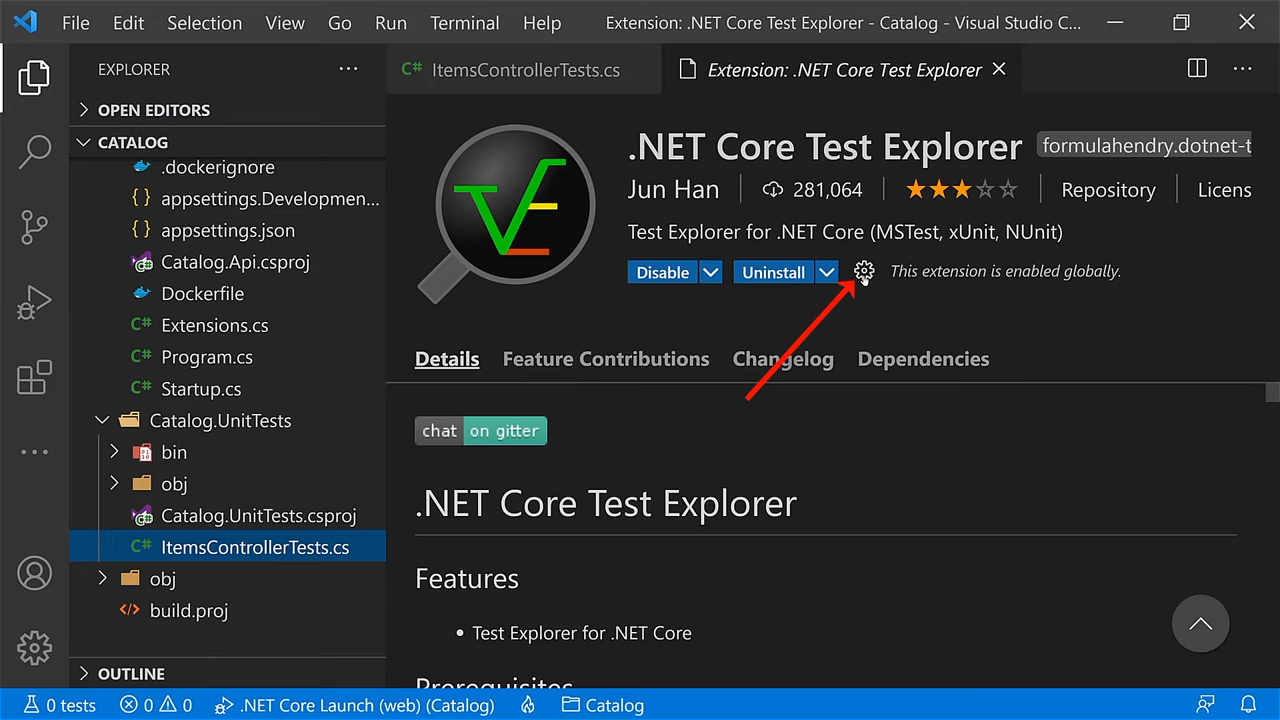 File Edit Selection View Go Run Terminal Help Extension: .NET Core Test Explorer - Catalog - Visual Studio C...
EXPLORER
OPEN EDITORS
CATALOG
.dockerignore
{} appsettings.Developmen...
{} appsettings.json
Catalog.Api.csproj
Dockerfile
C# Extensions.cs
C# Program.cs
C# Startup.cs
Catalog.UnitTests
bin
obj
Catalog.UnitTests.csproj
C# ItemsControllerTests.cs
obj
build.proj
OUTLINE
C# ItemsControllerTests.cs Extension: .NET Core Test Explorer
.NET Core Test Explorer formulahendry.dotnet-t
Jun Han 281,064 Repository Licens
Test Explorer for .NET Core (MSTest, xUnit, NUnit)
Disable Uninstall This extension is enabled globally.
Details Feature Contributions Changelog Dependencies
chat on gitter
.NET Core Test Explorer
Features
• Test Explorer for .NET Core
Prerequisites
0 tests 0 0 .NET Core Launch (web) (Catalog) Catalog